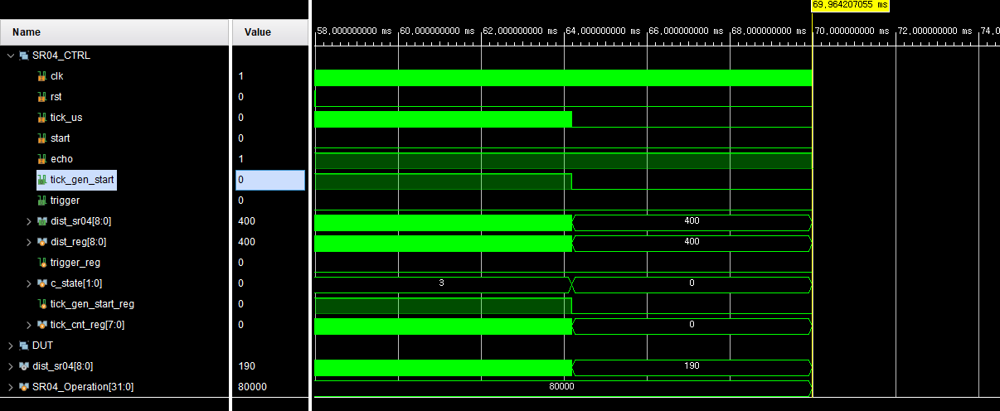 69,964207055 ms
Name Value
58,000000000 ms 60,000000000 ms 62,000000000 ms 64,000000000 ms 66,000000000 ms 68,000000000 ms 70,000000000 ms 72,000000000 ms 74,0
SR04_CTRL
clk 1
rst 0
tick_us 0
start 0
echo 1
tick_gen_start 0
trigger 0
dist_sr04[8:0] 400 400
dist_reg[8:0] 400 400
trigger_reg 0
c_state[1:0] 0 3 0
tick_gen_start_reg 0
tick_cnt_reg[7:0] 0 0
DUT
dist_sr04[8:0] 190 190
SR04_Operation[31:0] 80000 80000